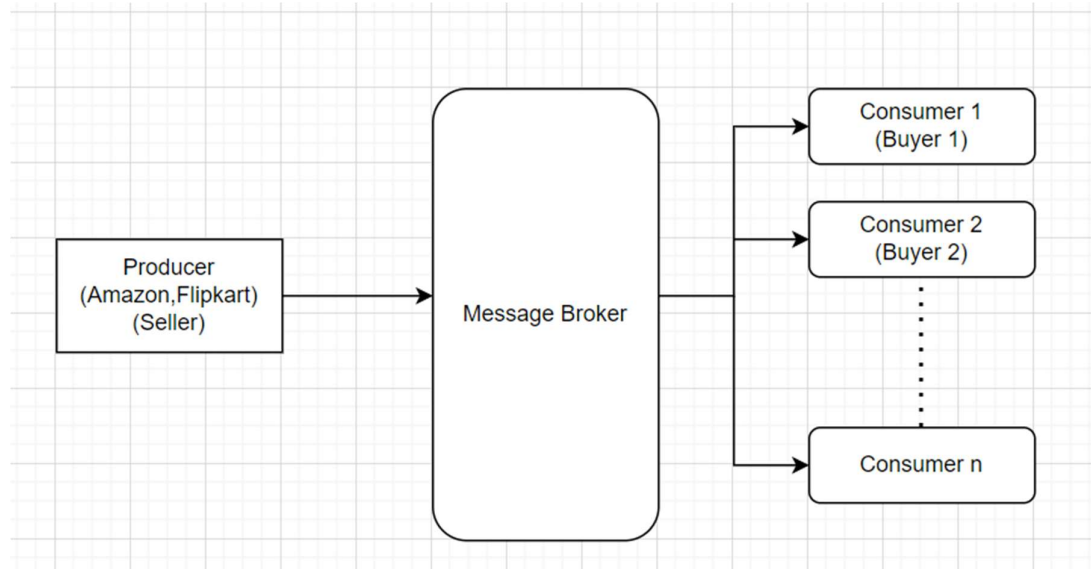 Producer
(Amazon,Flipkart)
(Seller)
Message Broker
Consumer 1
(Buyer 1)
Consumer 2
(Buyer 2)
Consumer n